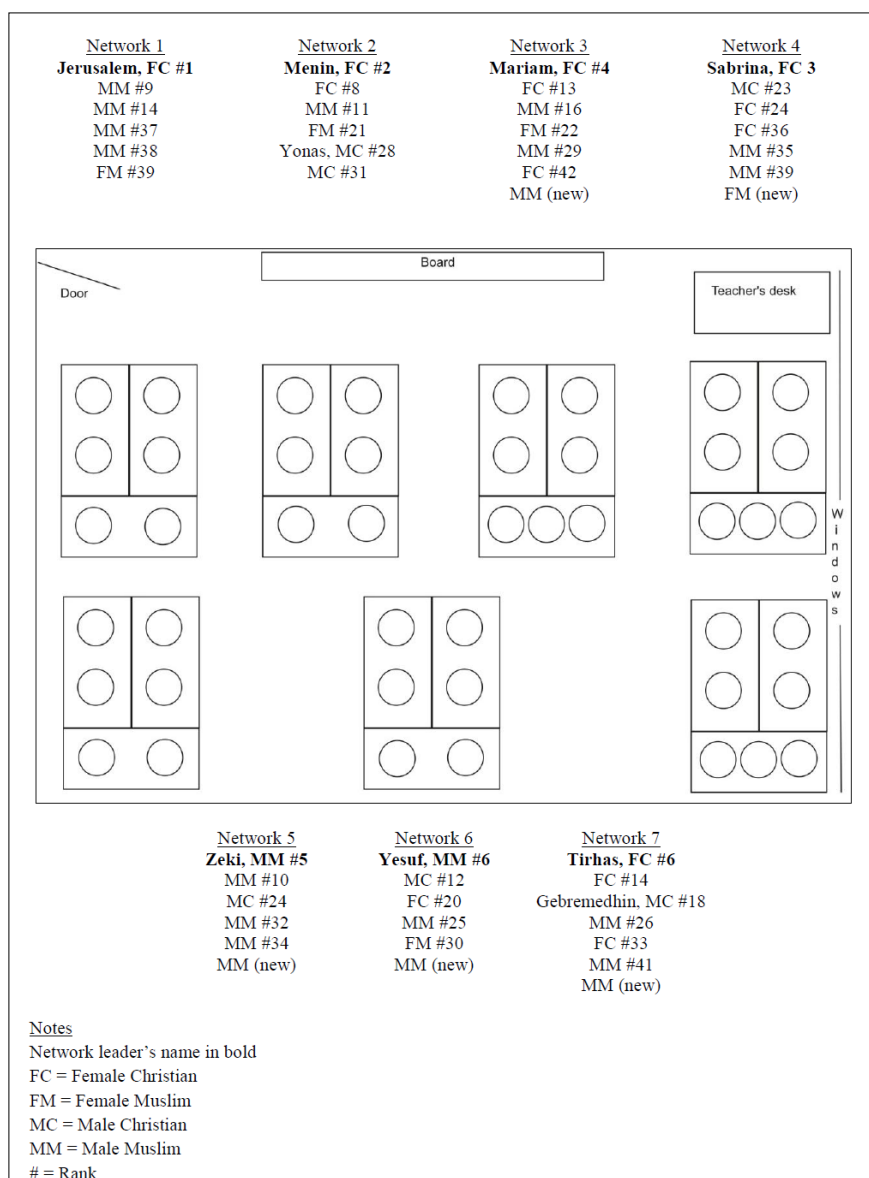 Network 1
Jerusalem, FC #1
MM #9
MM #14
MM #37
MM #38
FM #39
Network 2
Menin, FC #2
FC #8
MM #11
FM #21
Yonas, MC #28
MC #31
Network 3
Mariam, FC #4
FC #13
MM #16
FM #22
MM #29
FC #42
MM (new)
Network 4
Sabrina, FC 3
MC #23
FC #24
FC #36
MM #35
MM #39
FM (new)
Door
Board
Teacher's desk
Windows
Network 5
Zeki, MM #5
MM #10
MC #24
MM #32
MM #34
MM (new)
Network 6
Yesuf, MM #6
MC #12
FC #20
MM #25
FM #30
MM (new)
Network 7
Tirhas, FC #6
FC #14
Gebremedhin, MC #18
MM #26
FC #33
MM #41
MM (new)
Notes
Network leader's name in bold
FC = Female Christian
FM = Female Muslim
MC = Male Christian
MM = Male Muslim
# = Rank